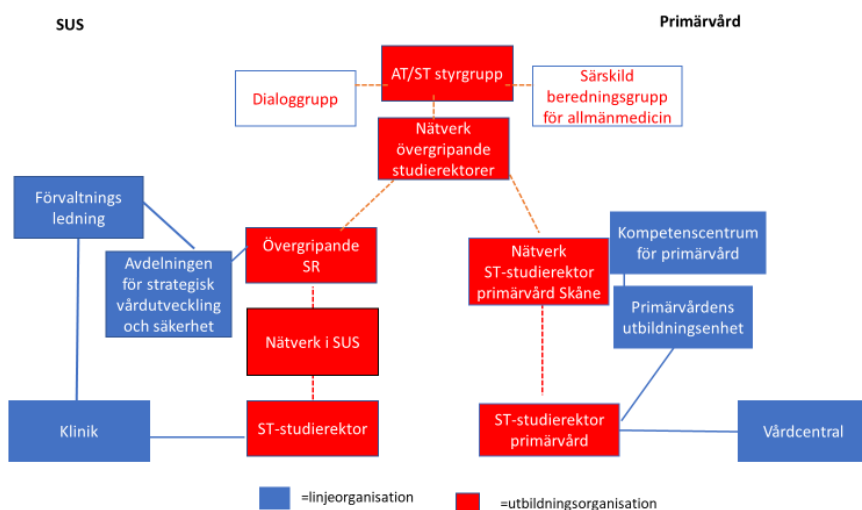 SUS
Primärvård
AT/ST styrgrupp
Dialoggrupp
Särskild
beredningsgrupp
för allmänmedicin
Nätverk
övergripande
studierektorer
Förvaltnings
ledning
Avdelningen
för strategisk
vårdutveckling
och säkerhet
Övergripande
SR
Nätverk
ST-studierektor
primärvård Skåne
Kompetenscentrum
för primärvård
Primärvårdens
utbildningsenhet
Nätverk i SUS
Klinik
ST-studierektor
ST-studierektor
primärvård
Vårdcentral
=linjeorganisation
=utbildningsorganisation